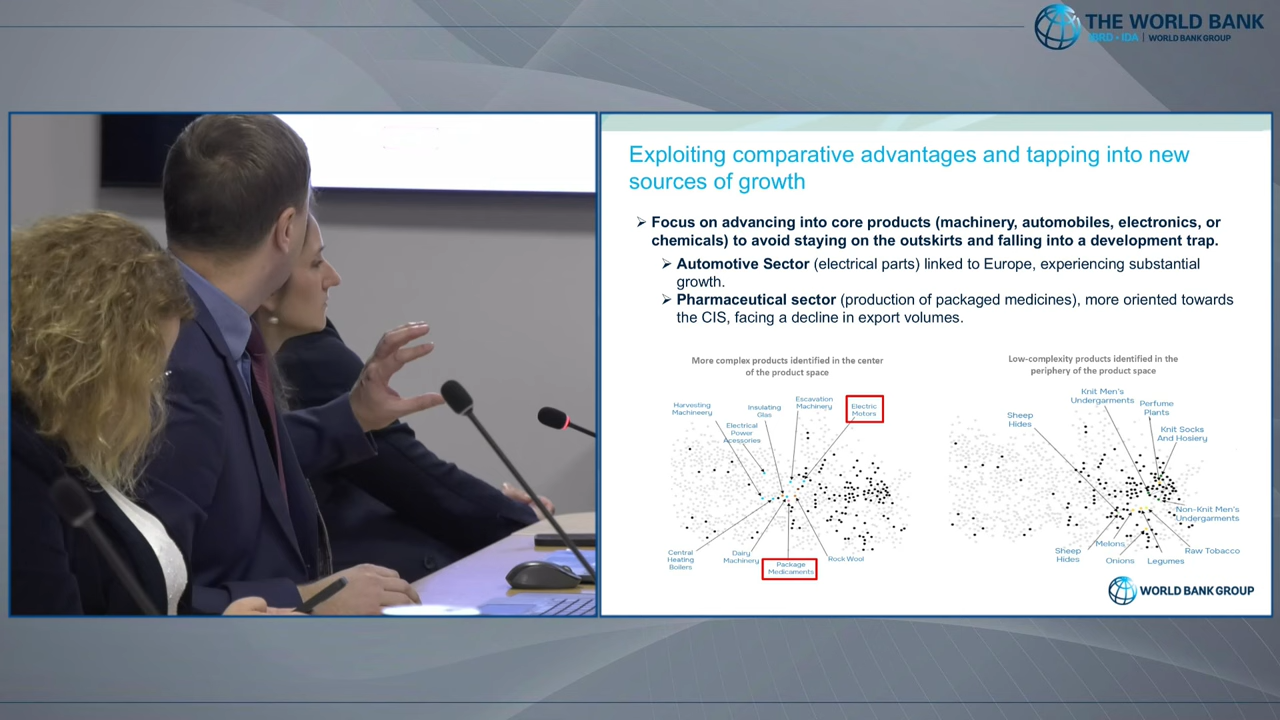 THE WORLD BANK
IBRD • IDA | WORLD BANK GROUP
Exploiting comparative advantages and tapping into new
sources of growth
Focus on advancing into core products (machinery, automobiles, electronics, or
chemicals) to avoid staying on the outskirts and falling into a development trap.
Automotive Sector (electrical parts) linked to Europe, experiencing substantial
growth.
Pharmaceutical sector (production of packaged medicines), more oriented towards
the CIS, facing a decline in export volumes.
More complex products identified in the center
of the product space
Harvesting
Machineery
Insulating
Glas
Escavation
Machinery
Electric
Motors
Electrical
Power
Acessories
Central
Heating
Boilers
Dairy
Machinery
Package
Medicaments
Rock Wool
Low-complexity products identified in the
periphery of the product space
Knit Men's
Undergarments
Perfume
Plants
Sheep
Hides
Knit Socks
And Hosiery
Non-Knit Men's
Undergarments
Sheep
Hides
Melons
Onions
Legumes
Raw Tobacco
WORLD BANK GROUP